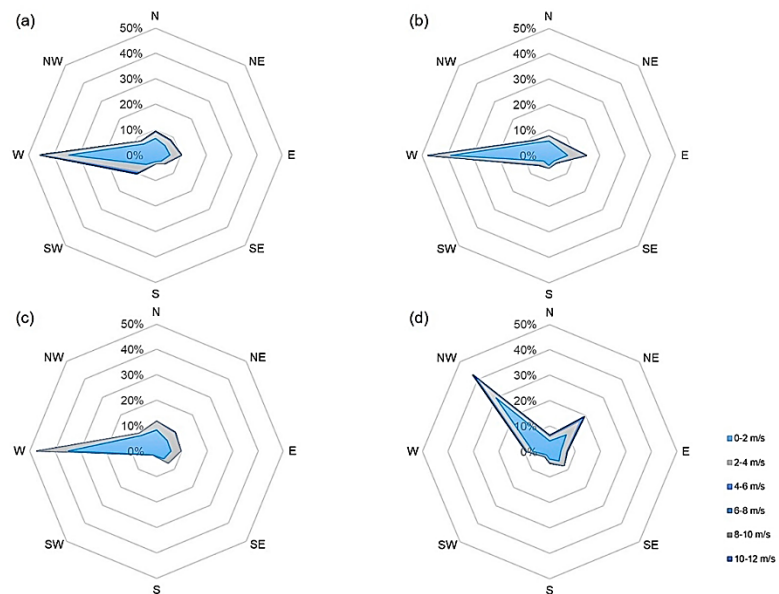 (a)
N
50%
NW
NE
40%
30%
20%
10%
W
0%
E
SW
SE
S
(b)
N
50%
NW
NE
40%
30%
20%
10%
W
0%
E
SW
SE
S
(c)
N
50%
NW
NE
40%
30%
20%
10%
W
0%
E
SW
SE
S
(d)
N
50%
NW
NE
40%
30%
20%
10%
W
0%
E
SW
SE
S
0-2 m/s
2-4 m/s
4-6 m/s
6-8 m/s
8-10 m/s
10-12 m/s